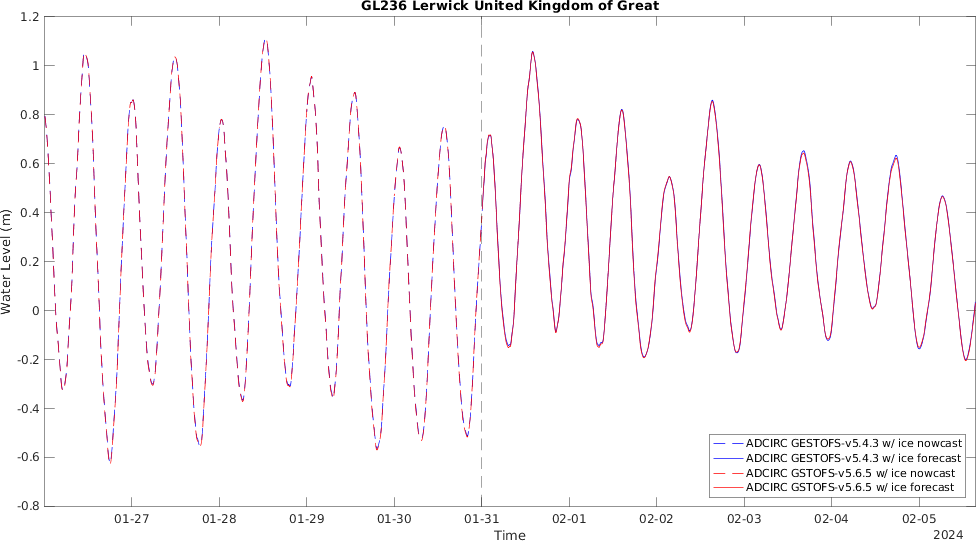 GL236 Lerwick United Kingdom of Great
1.2
1
0.8
0.6
0.4
0.2
0
-0.2
-0.4
-0.6
-0.8
Water Level (m)
01-27 01-28 01-29 01-30 01-31 02-01 02-02 02-03 02-04 02-05
Time
2024
ADCIRC GESTOFS-v5.4.3 w/ ice nowcast
ADCIRC GESTOFS-v5.4.3 w/ ice forecast
ADCIRC GSTOFS-v5.6.5 w/ ice nowcast
ADCIRC GSTOFS-v5.6.5 w/ ice forecast